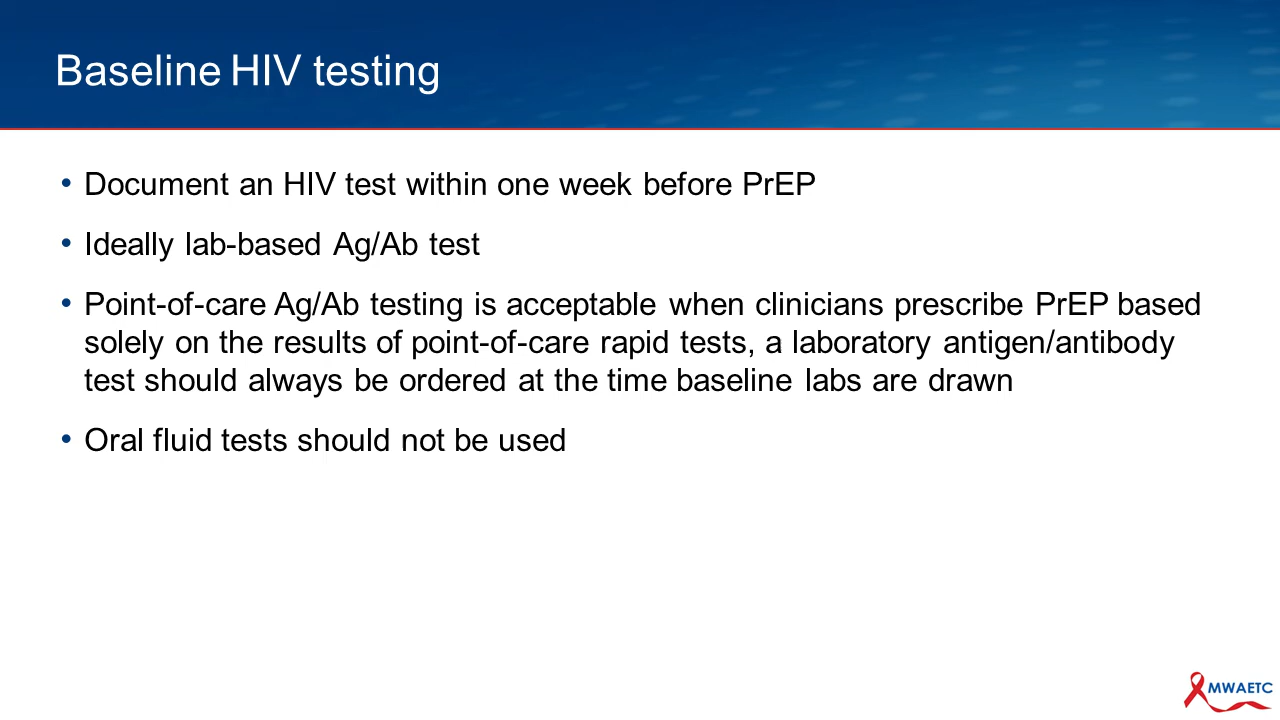 Baseline HIV testing
• Document an HIV test within one week before PrEP
• Ideally lab-based Ag/Ab test
• Point-of-care Ag/Ab testing is acceptable when clinicians prescribe PrEP based
solely on the results of point-of-care rapid tests, a laboratory antigen/antibody
test should always be ordered at the time baseline labs are drawn
• Oral fluid tests should not be used
MWAETC